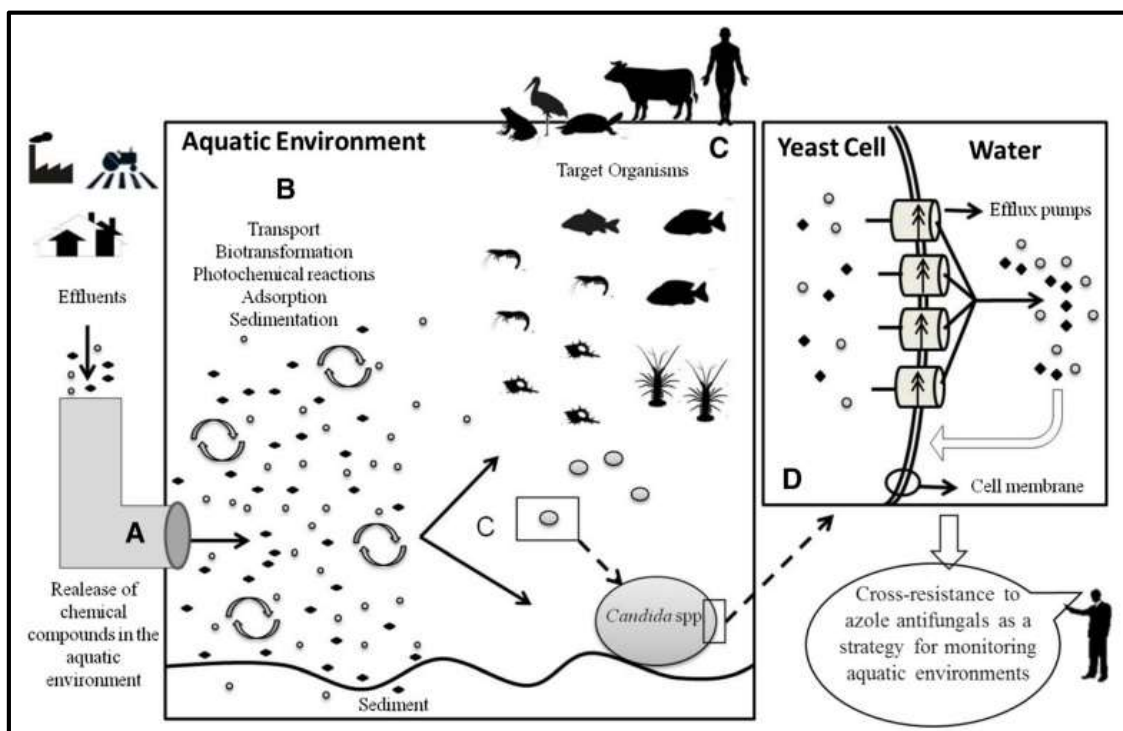 Effluents
A
Realease of
chemical
compounds in the
aquatic
environment
Aquatic Environment
B
Transport
Biotransformation
Photochemical reactions
Adsorption
Sedimentation
C
Target Organisms
C
Candida spp
Sediment
Yeast Cell
Water
Efflux pumps
D
Cell membrane
Cross-resistance to
azole antifungals as a
strategy for monitoring
aquatic environments